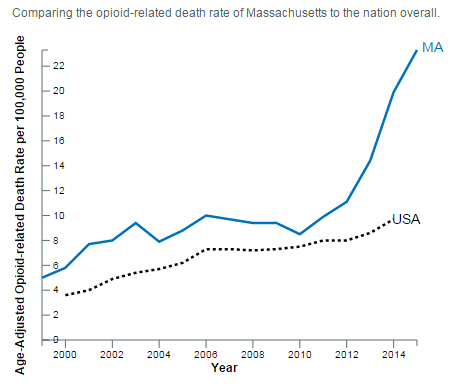 Comparing the opioid-related death rate of Massachusetts to the nation overall.
Age-Adjusted Opioid-related Death Rate per 100,000 People
MA
22
20
18
16
14
12
10
USA
8
6
4
2
0
2000 2002 2004 2006 2008 2010 2012 2014
Year